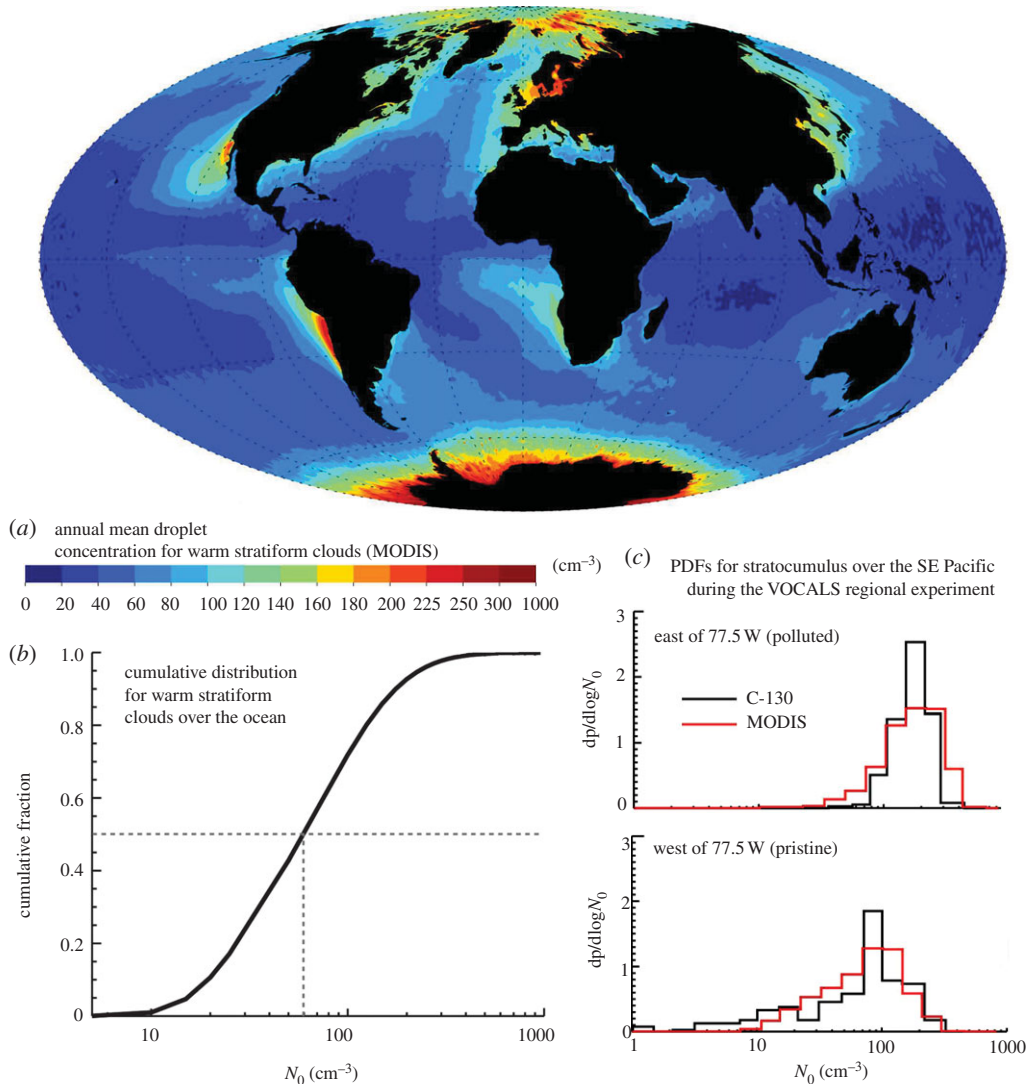 (a) annual mean droplet
concentration for warm stratiform clouds (MODIS)
(cm⁻³)
0 20 40 60 80 100 120 140 160 180 200 225 250 300 1000
(b)
cumulative distribution
for warm stratiform
clouds over the ocean
1.0
0.8
0.6
0.4
0.2
0
cumulative fraction
10 100 1000
N₀ (cm⁻³)
(c) PDFs for stratocumulus over the SE Pacific
during the VOCALS regional experiment
3
east of 77.5 W (polluted)
2
C-130
MODIS
1
0
dp/dlogN₀
10 100
3
west of 77.5 W (pristine)
2
1
0
dp/dlogN₀
1 10 100
N₀ (cm⁻³)